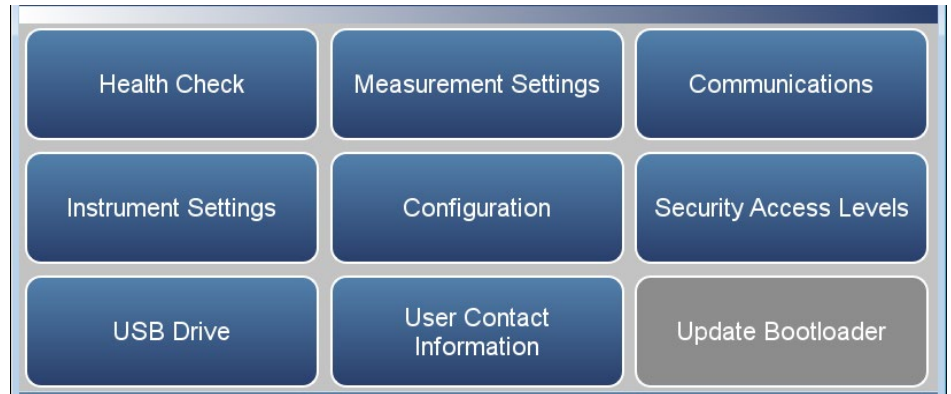 Health Check
Measurement Settings
Communications
Instrument Settings
Configuration
Security Access Levels
USB Drive
User Contact
Information
Update Bootloader